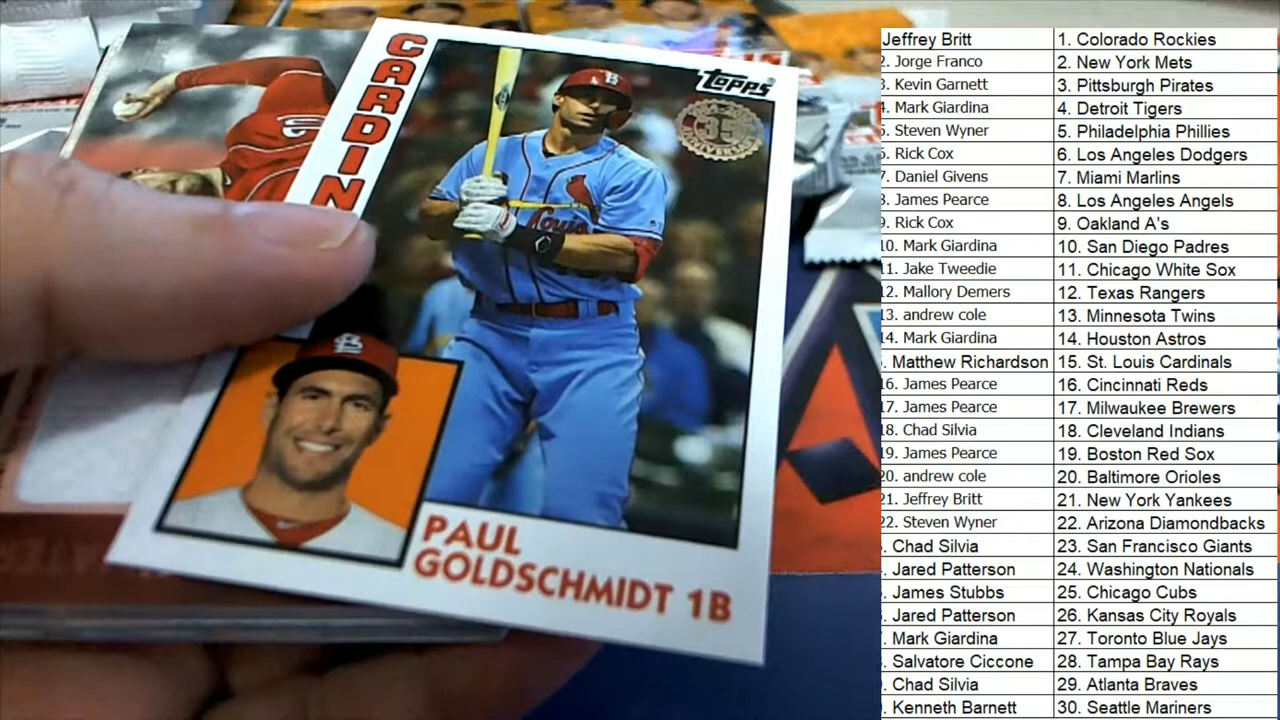 CARDIN
Topps
35
PAUL
GOLDSCHMIDT 1B
Jeffrey Britt 1. Colorado Rockies
2. Jorge Franco 2. New York Mets
3. Kevin Garnett 3. Pittsburgh Pirates
4. Mark Giardina 4. Detroit Tigers
5. Steven Wyner 5. Philadelphia Phillies
6. Rick Cox 6. Los Angeles Dodgers
7. Daniel Givens 7. Miami Marlins
8. James Pearce 8. Los Angeles Angels
9. Rick Cox 9. Oakland A's
10. Mark Giardina 10. San Diego Padres
11. Jake Tweedie 11. Chicago White Sox
12. Mallory Demers 12. Texas Rangers
13. andrew cole 13. Minnesota Twins
14. Mark Giardina 14. Houston Astros
. Matthew Richardson 15. St. Louis Cardinals
16. James Pearce 16. Cincinnati Reds
17. James Pearce 17. Milwaukee Brewers
18. Chad Silvia 18. Cleveland Indians
19. James Pearce 19. Boston Red Sox
20. andrew cole 20. Baltimore Orioles
21. Jeffrey Britt 21. New York Yankees
22. Steven Wyner 22. Arizona Diamondbacks
. Chad Silvia 23. San Francisco Giants
. Jared Patterson 24. Washington Nationals
. James Stubbs 25. Chicago Cubs
. Jared Patterson 26. Kansas City Royals
. Mark Giardina 27. Toronto Blue Jays
. Salvatore Ciccone 28. Tampa Bay Rays
. Chad Silvia 29. Atlanta Braves
. Kenneth Barnett 30. Seattle Mariners